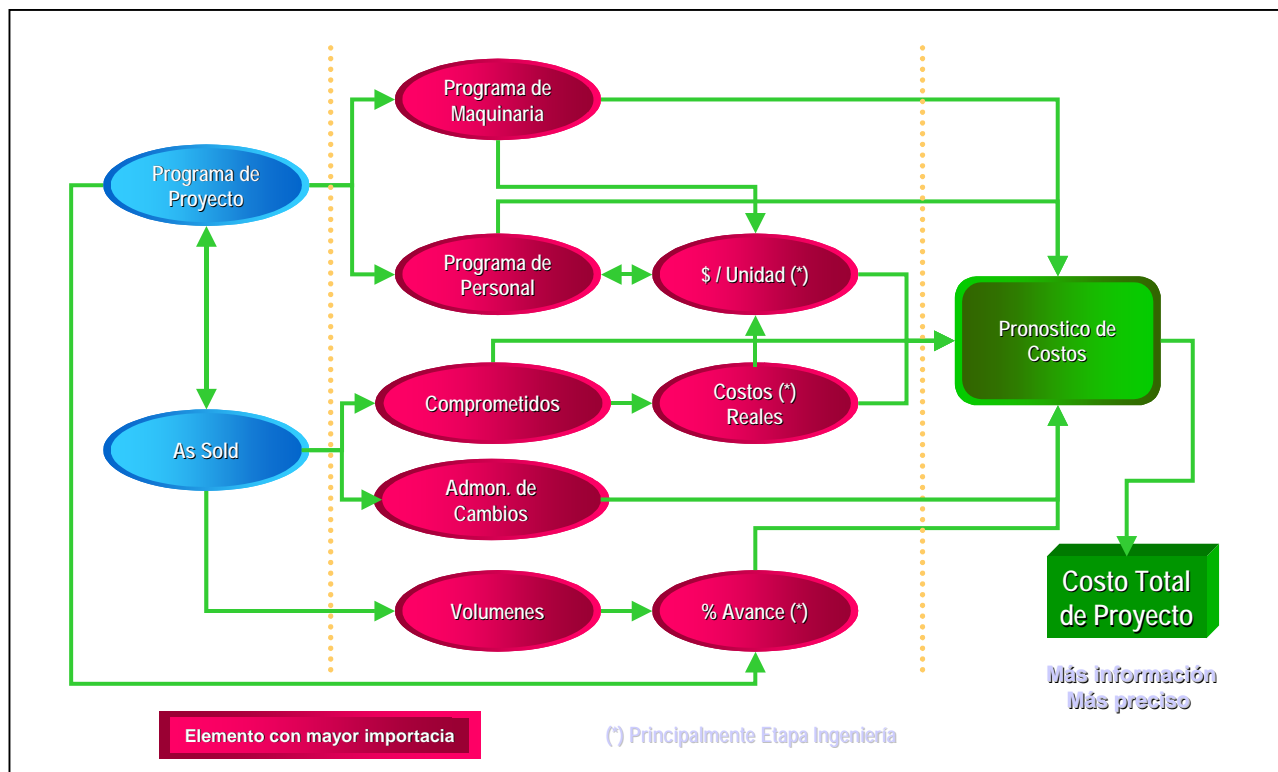 Programa de
Maquinaria
Programa de
Proyecto
Programa de
Personal
$ / Unidad (*)
Pronostico de
Costos
Comprometidos
Costos (*)
Reales
As Sold
Admon. de
Cambios
Volumenes
% Avance (*)
Costo Total
de Proyecto
Más información
Más preciso
Elemento con mayor importacia
(*) Principalmente Etapa Ingeniería